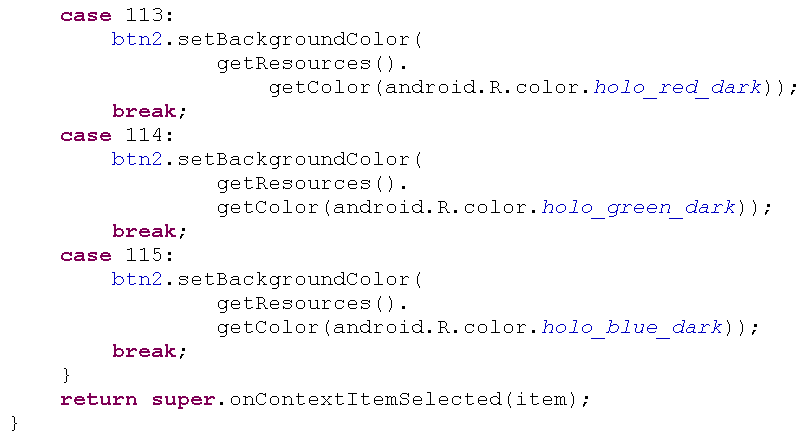 case 113:
btn2.setBackgroundColor(
getResources().
getColor(android.R.color.holo_red_dark));
break;
case 114:
btn2.setBackgroundColor(
getResources().
getColor(android.R.color.holo_green_dark));
break;
case 115:
btn2.setBackgroundColor(
getResources().
getColor(android.R.color.holo_blue_dark));
break;
}
return super.onContextItemSelected(item);
}